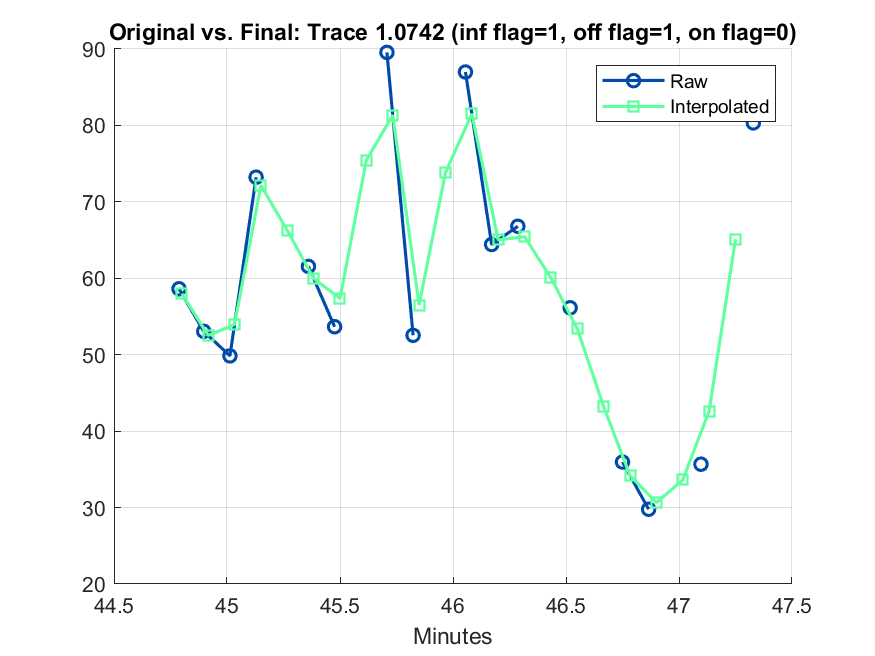 Original vs. Final: Trace 1.0742 (inf flag=1, off flag=1, on flag=0)
90
80
70
60
50
40
30
20
Raw
Interpolated
44.5 45 45.5 46 46.5 47 47.5
Minutes